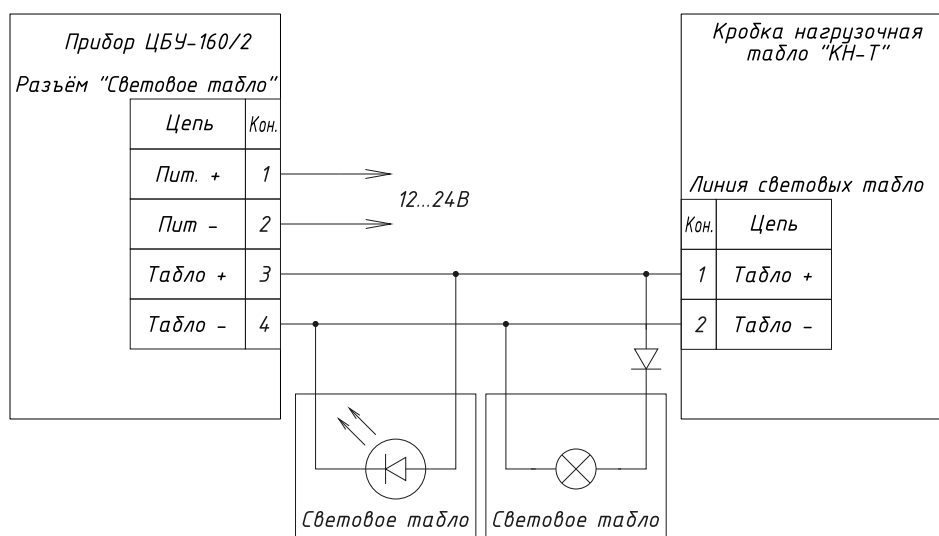 Прибор ЦБУ-160/2
Разъём "Световое табло"
Цепь Кон.
Пит. + 1
Пит - 2
Табло + 3
Табло - 4
12...24В
Кробка нагрузочная
табло "КН-Т"
Линия световых табло
Кон. Цепь
1 Табло +
2 Табло -
Световое табло
Световое табло